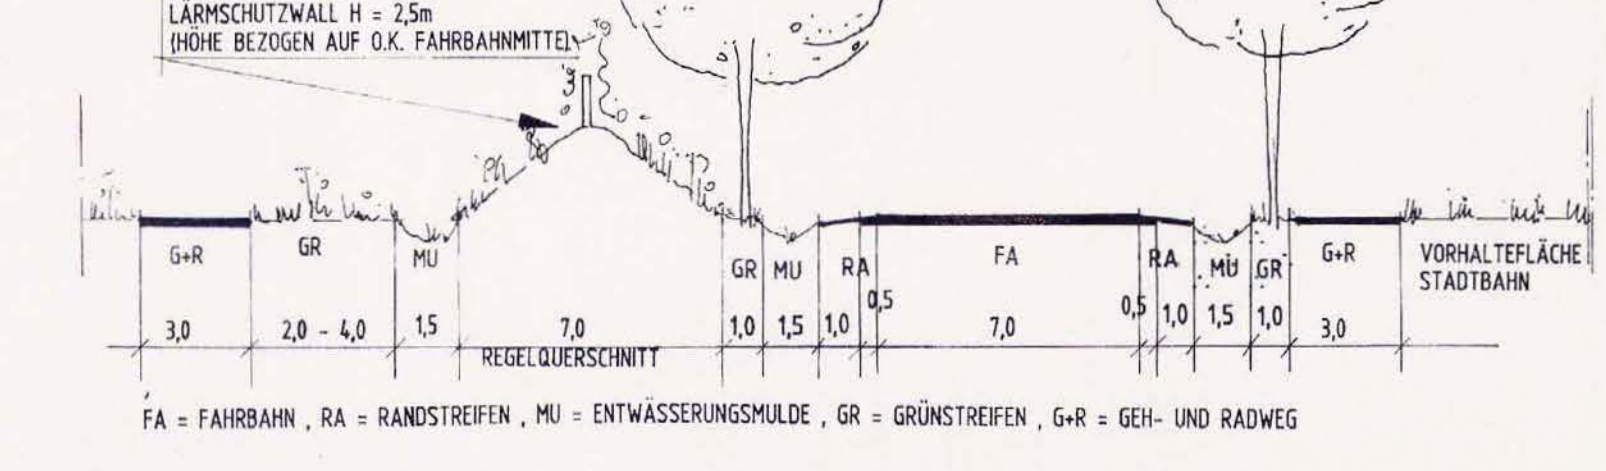 LÄRMSCHUTZWALL H = 2,5m
(HÖHE BEZOGEN AUF O.K. FAHRBAHNMITTE)
G+R GR MU GR MU RA FA RA MU GR G+R VORHALTEFLÄCHE
STADTBAHN
0,5 0,5
3,0 2,0 - 4,0 1,5 7,0 1,0 1,5 1,0 7,0 1,0 1,5 1,0 3,0
REGELQUERSCHNITT
FA = FAHRBAHN , RA = RANDSTREIFEN , MU = ENTWÄSSERUNGSMULDE , GR = GRÜNSTREIFEN , G+R = GEH- UND RADWEG